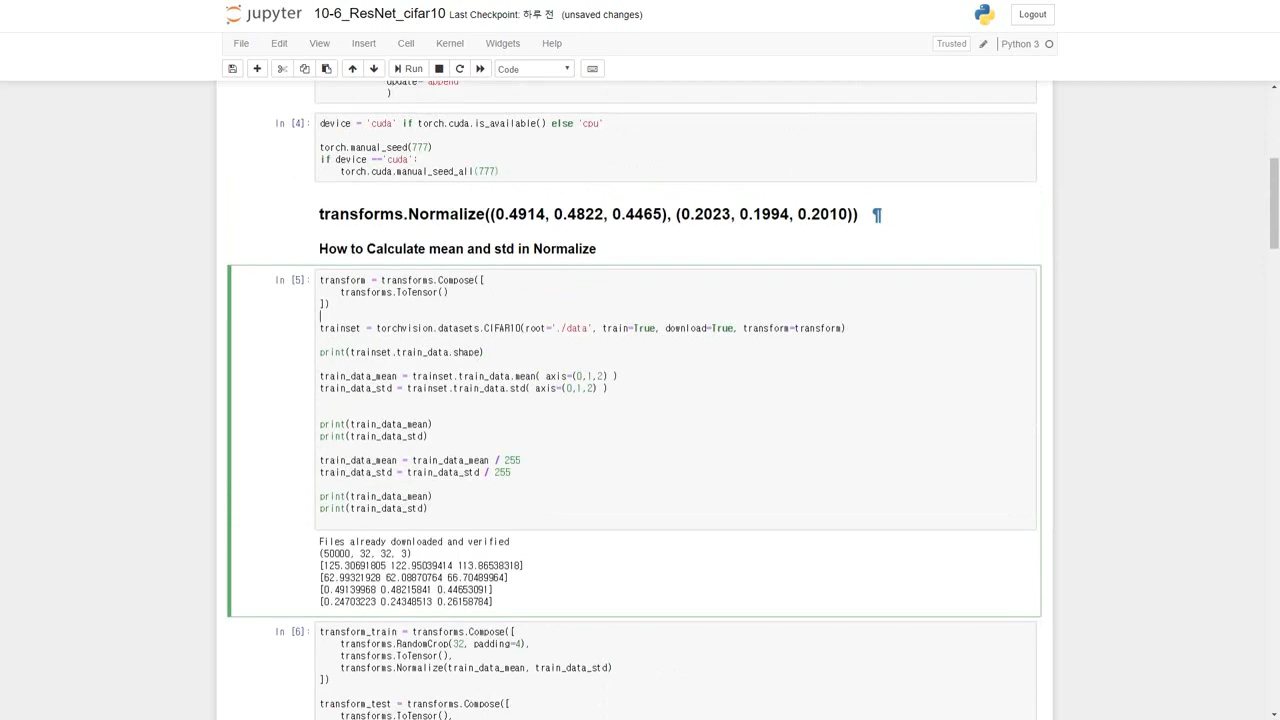 jupyter 10-6_ResNet_cifar10 Last Checkpoint: 하루 전 (unsaved changes)
Logout
File Edit View Insert Cell Kernel Widgets Help
Trusted Python 3
Run Code
update='append'
)
In [4]: device = 'cuda' if torch.cuda.is_available() else 'cpu'
torch.manual_seed(777)
if device =='cuda':
torch.cuda.manual_seed_all(777)
transforms.Normalize((0.4914, 0.4822, 0.4465), (0.2023, 0.1994, 0.2010)) ¶
How to Calculate mean and std in Normalize
In [5]: transform = transforms.Compose([
transforms.ToTensor()
])
trainset = torchvision.datasets.CIFAR10(root='./data', train=True, download=True, transform=transform)
print(trainset.train_data.shape)
train_data_mean = trainset.train_data.mean( axis=(0,1,2) )
train_data_std = trainset.train_data.std( axis=(0,1,2) )
print(train_data_mean)
print(train_data_std)
train_data_mean = train_data_mean / 255
train_data_std = train_data_std / 255
print(train_data_mean)
print(train_data_std)
Files already downloaded and verified
(50000, 32, 32, 3)
[125.30691805 122.95039414 113.86538318]
[62.99321928 62.08870764 66.70489964]
[0.49139968 0.48215841 0.44653091]
[0.24703223 0.24348513 0.26158784]
In [6]: transform_train = transforms.Compose([
transforms.RandomCrop(32, padding=4),
transforms.ToTensor(),
transforms.Normalize(train_data_mean, train_data_std)
])
transform_test = transforms.Compose([
transforms.ToTensor(),